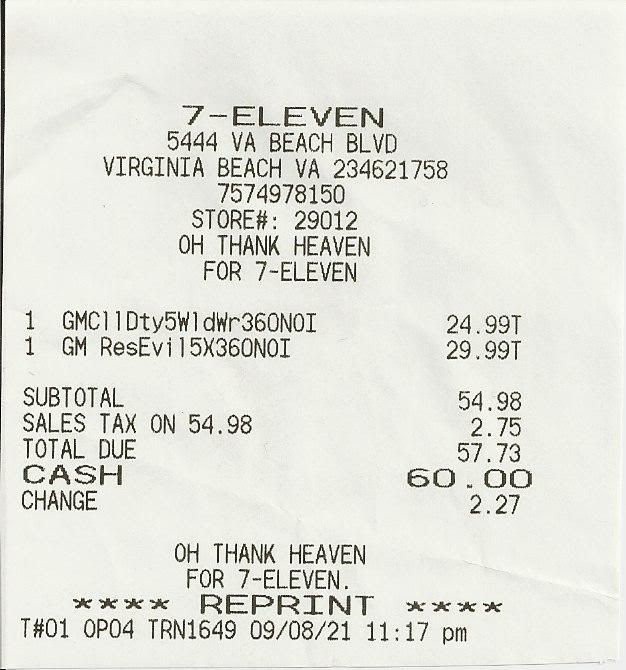 7-ELEVEN
5444 VA BEACH BLVD
VIRGINIA BEACH VA 234621758
7574978150
STORE#: 29012
OH THANK HEAVEN
FOR 7-ELEVEN
1 GMCllDty5WldWr360NOI 24.99T
1 GM ResEvil5X360NOI 29.99T
SUBTOTAL 54.98
SALES TAX ON 54.98 2.75
TOTAL DUE 57.73
CASH 60.00
CHANGE 2.27
OH THANK HEAVEN
FOR 7-ELEVEN.
**** REPRINT ****
T#01 OP04 TRN1649 09/08/21 11:17 pm